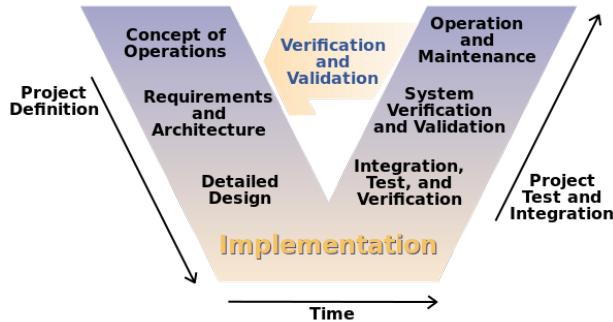 Concept of
Operations
Verification
and
Validation
Operation
and
Maintenance
Project
Definition
Requirements
and
Architecture
System
Verification
and Validation
Detailed
Design
Integration,
Test, and
Verification
Project
Test and
Integration
Implementation
Time